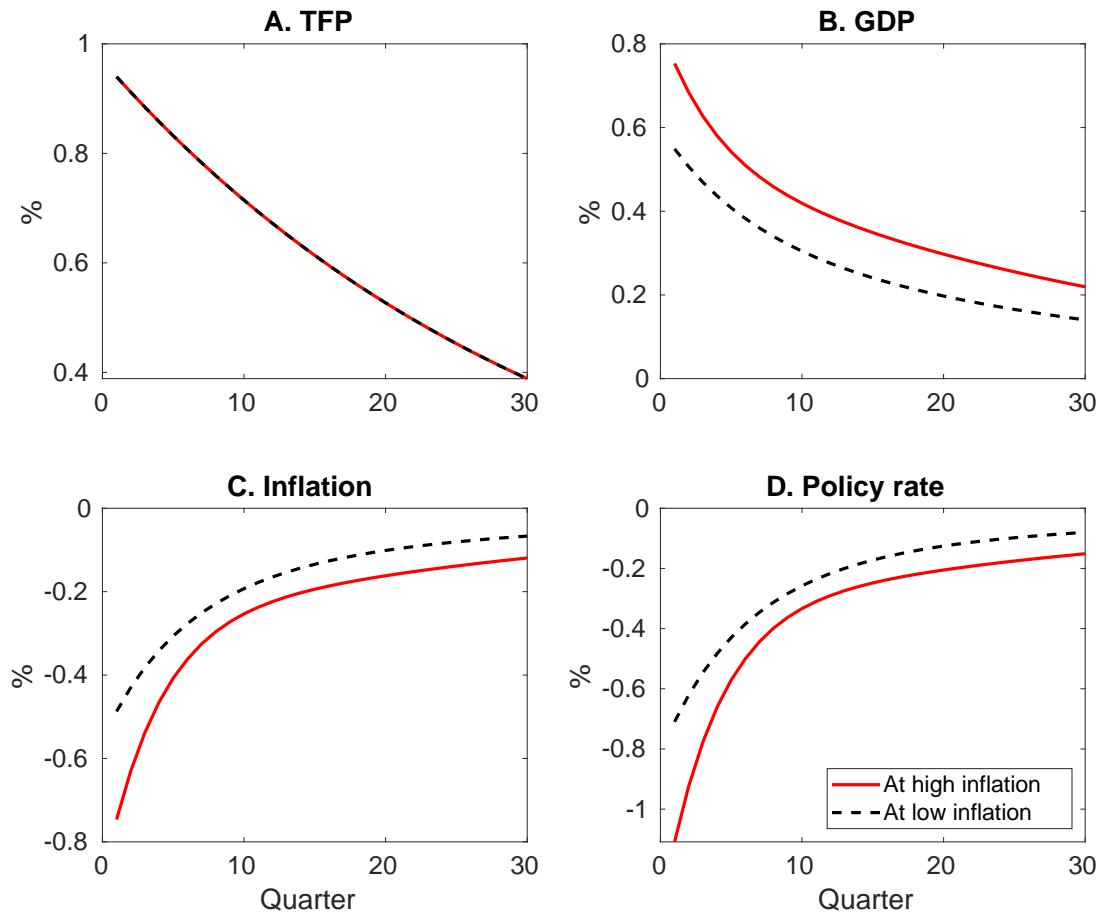 A. TFP
1
0.8
0.6
0.4
%
0 10 20 30
B. GDP
0.8
0.6
0.4
0.2
0
%
0 10 20 30
C. Inflation
0
-0.2
-0.4
-0.6
-0.8
%
0 10 20 30
Quarter
D. Policy rate
0
-0.2
-0.4
-0.6
-0.8
-1
%
At high inflation
At low inflation
0 10 20 30
Quarter